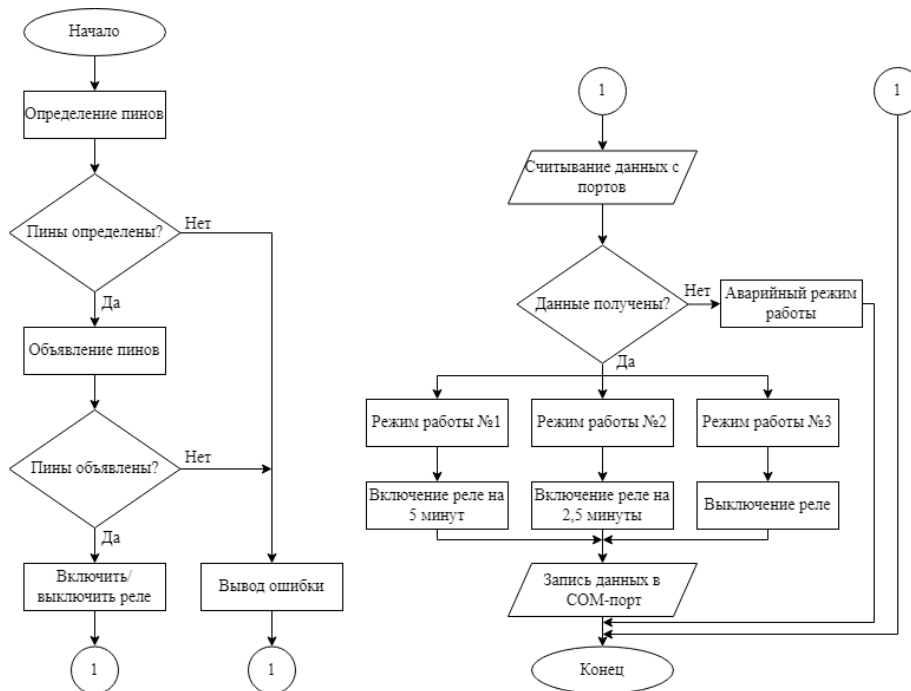 Начало
Определение пинов
Пины определены?
Нет
Да
Объявление пинов
Пины объявлены?
Нет
Да
Включить/
выключить реле
Вывод ошибки
1
1
1
1
Считывание данных с
портов
Данные получены?
Нет
Аварийный режим
работы
Да
Режим работы №1
Режим работы №2
Режим работы №3
Включение реле на
5 минут
Включение реле на
2,5 минуты
Выключение реле
Запись данных в
COM-порт
Конец